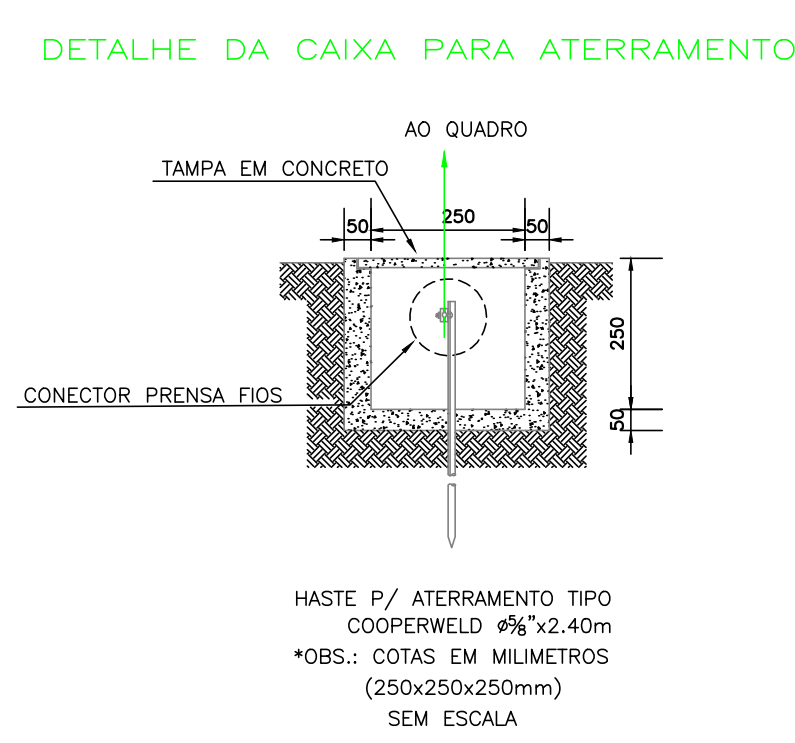 DETALHE DA CAIXA PARA ATERRAMENTO
AO QUADRO
TAMPA EM CONCRETO
50
250
50
250
CONECTOR PRENSA FIOS
50
HASTE P/ ATERRAMENTO TIPO
COOPERWELD ø5/8"x2.40m
*OBS.: COTAS EM MILIMETROS
(250x250x250mm)
SEM ESCALA